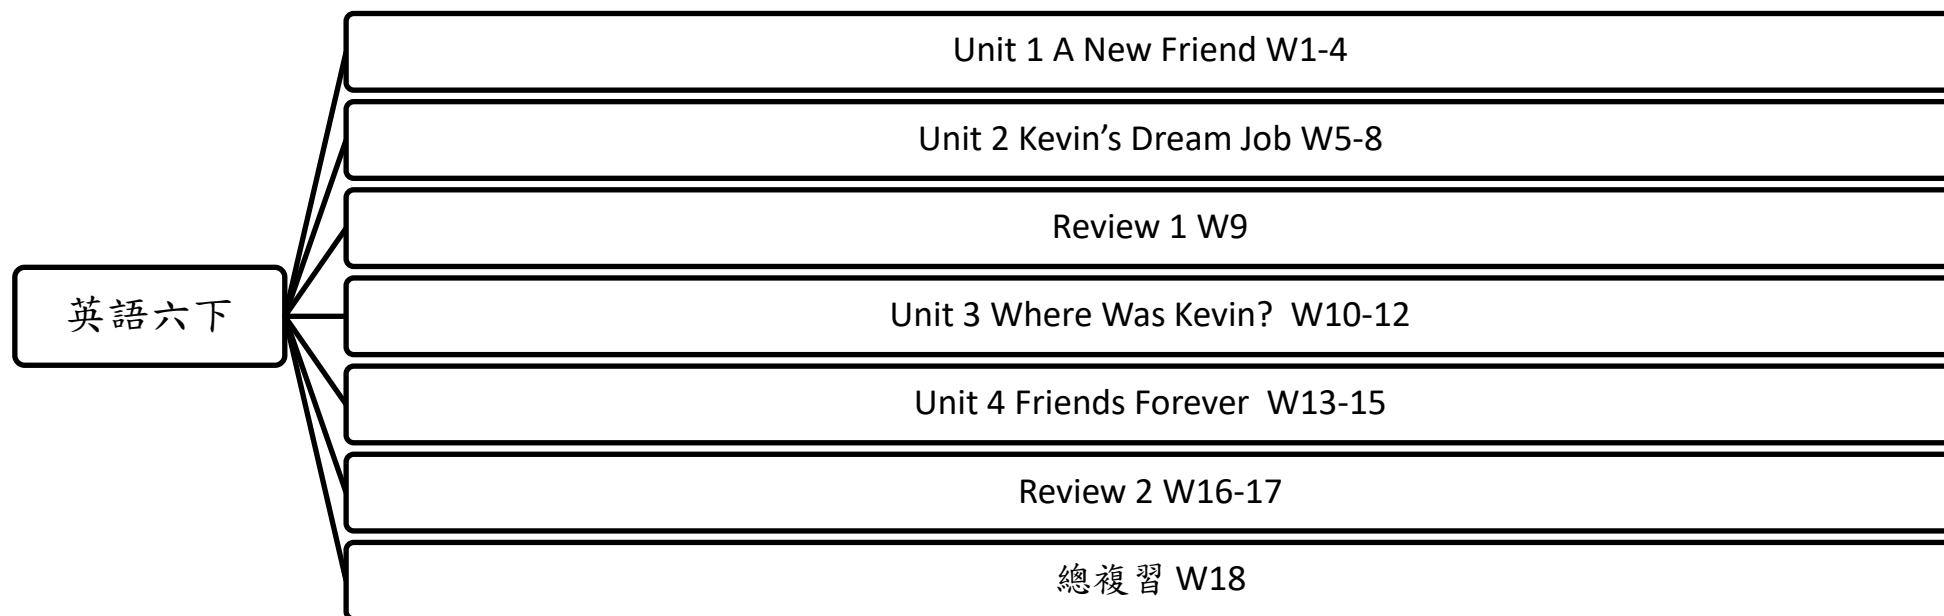 英語六下
Unit 1 A New Friend W1-4
Unit 2 Kevin’s Dream Job W5-8
Review 1 W9
Unit 3 Where Was Kevin?  W10-12
Unit 4 Friends Forever  W13-15
Review 2 W16-17
總複習 W18